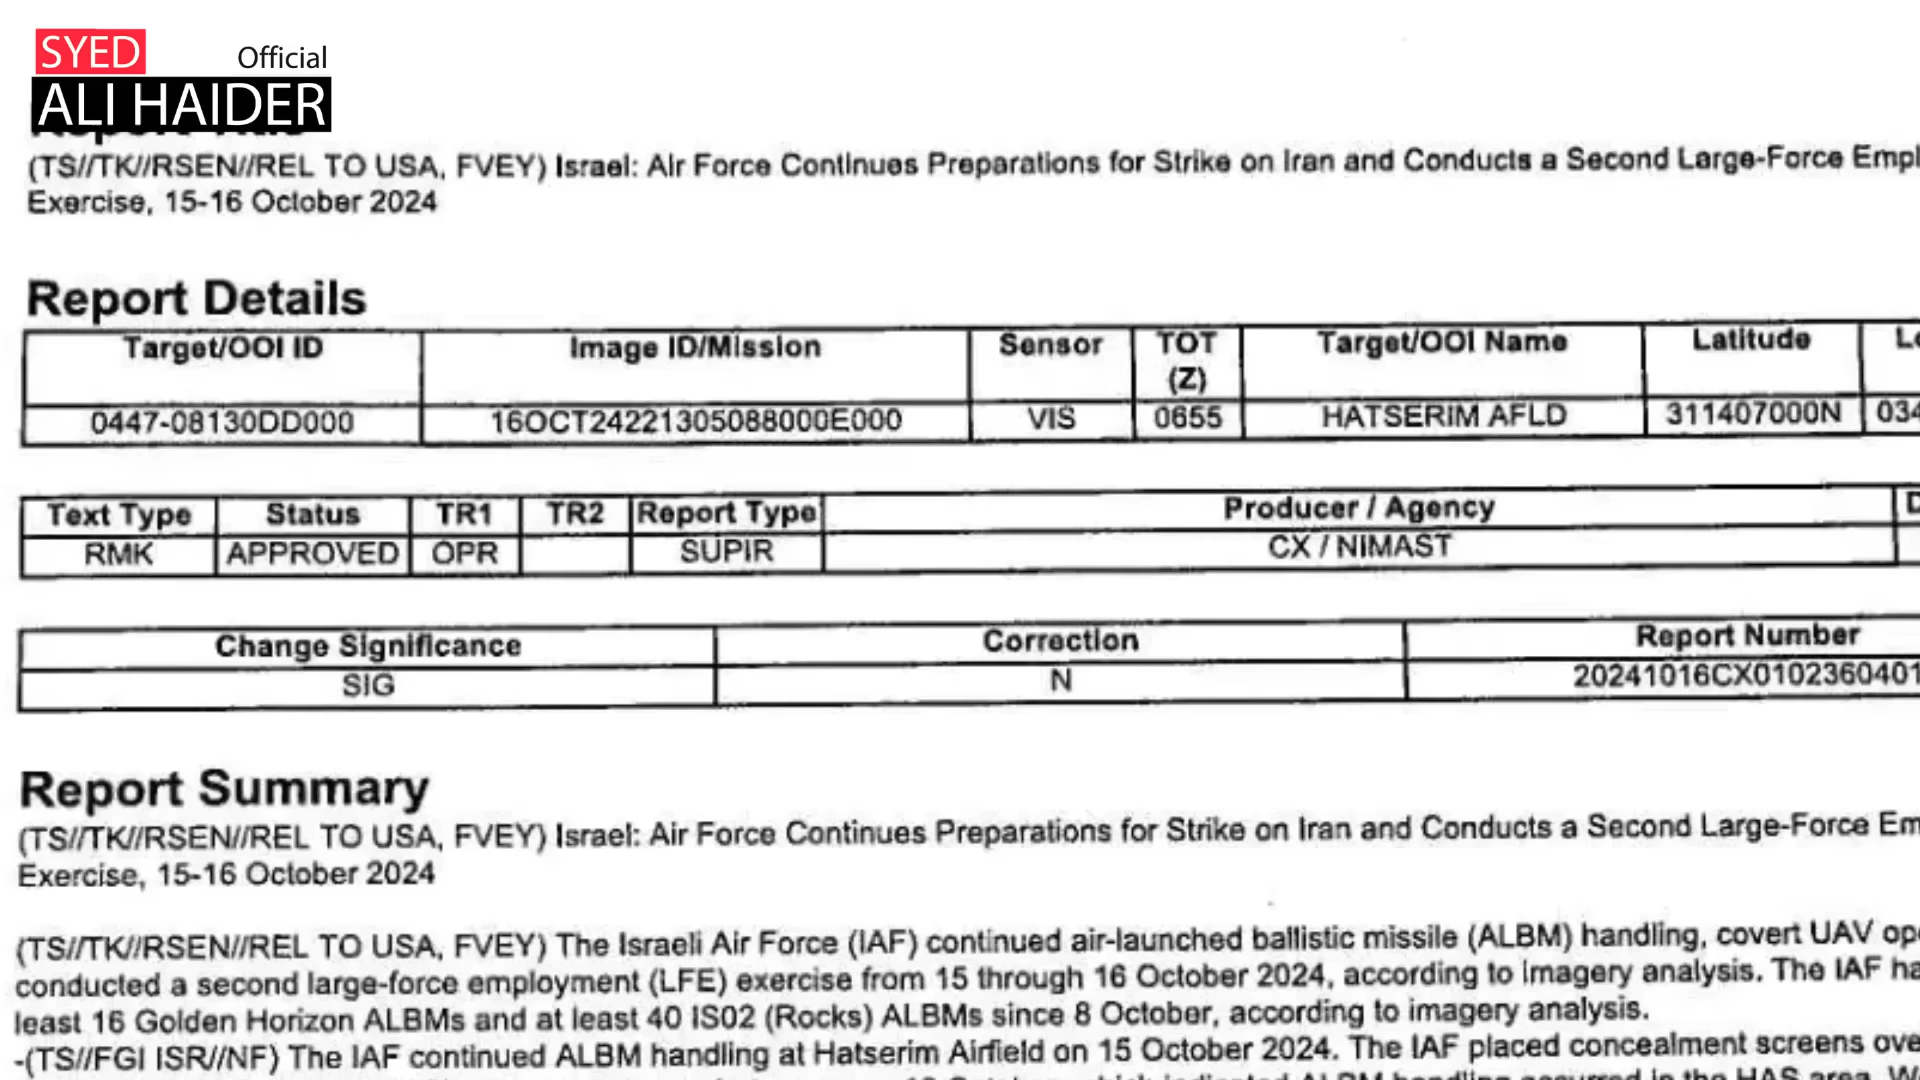 SYED
Official
ALI HAIDER
(TS//TK//RSEN//REL TO USA, FVEY) Israel: Air Force Continues Preparations for Strike on Iran and Conducts a Second Large-Force Empl
Exercise, 15-16 October 2024
Report Details
Target/OOI ID Image ID/Mission Sensor TOT (Z) Target/OOI Name Latitude Lo
0447-08130DD000 16OCT24221305088000E000 VIS 0655 HATSERIM AFLD 311407000N 034
Text Type Status TR1 TR2 Report Type Producer / Agency D
RMK APPROVED OPR SUPIR CX / NIMAST
Change Significance Correction Report Number
SIG N 20241016CX0102360401
Report Summary
(TS//TK//RSEN//REL TO USA, FVEY) Israel: Air Force Continues Preparations for Strike on Iran and Conducts a Second Large-Force Em
Exercise, 15-16 October 2024
(TS//TK//RSEN//REL TO USA, FVEY) The Israeli Air Force (IAF) continued air-launched ballistic missile (ALBM) handling, covert UAV ope
conducted a second large-force employment (LFE) exercise from 15 through 16 October 2024, according to imagery analysis. The IAF ha
least 16 Golden Horizon ALBMs and at least 40 IS02 (Rocks) ALBMs since 8 October, according to imagery analysis.
-(TS//FGI ISR//NF) The IAF continued ALBM handling at Hatserim Airfield on 15 October 2024. The IAF placed concealment screens ove